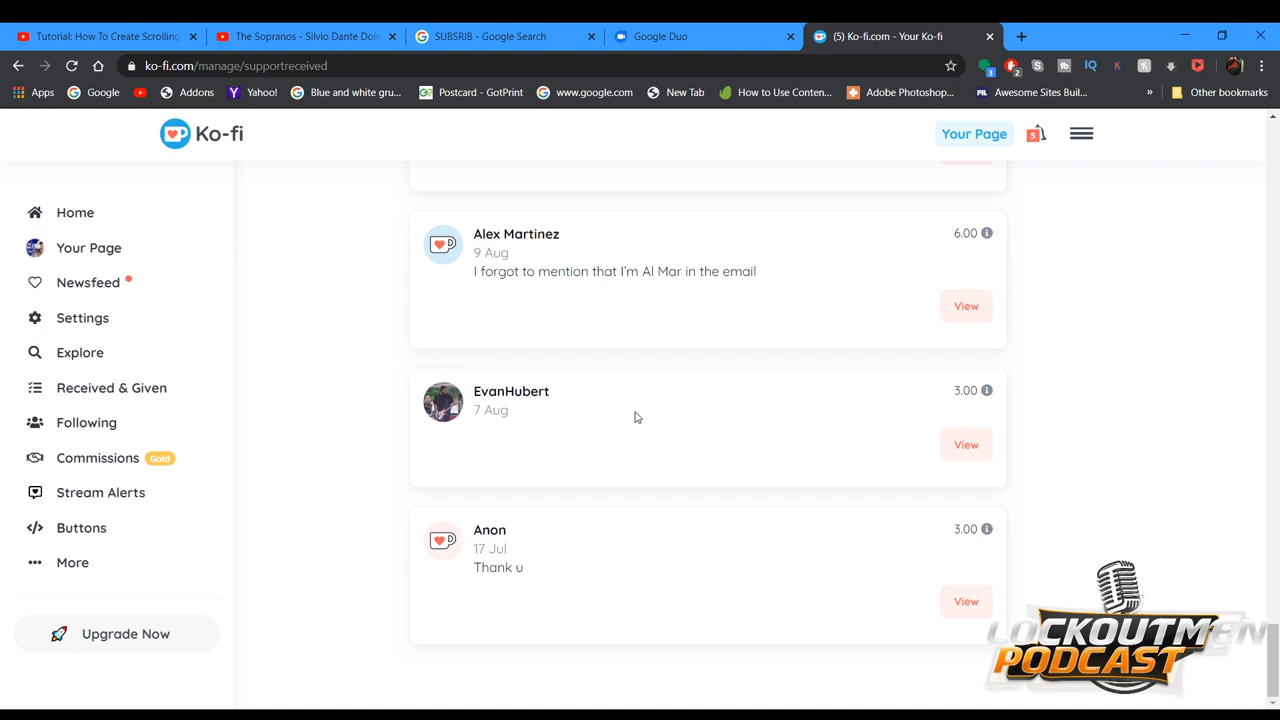 Tutorial: How To Create Scrolling
The Sopranos - Silvio Dante Doin
SUBSRIB - Google Search
Google Duo
(5) Ko-fi.com - Your Ko-fi
ko-fi.com/manage/supportreceived
Apps
Google
Addons
Yahoo!
Blue and white gru...
Postcard - GotPrint
www.google.com
New Tab
How to Use Conten...
Adobe Photoshop...
Awesome Sites Buil...
Other bookmarks
Ko-fi
Your Page
5
Home
Your Page
Newsfeed
Settings
Explore
Received & Given
Following
Commissions Gold
Stream Alerts
Buttons
More
Upgrade Now
Alex Martinez
6.00
9 Aug
I forgot to mention that I'm Al Mar in the email
View
EvanHubert
3.00
7 Aug
View
Anon
3.00
17 Jul
Thank u
View
LOCKOUTMEN
PODCAST